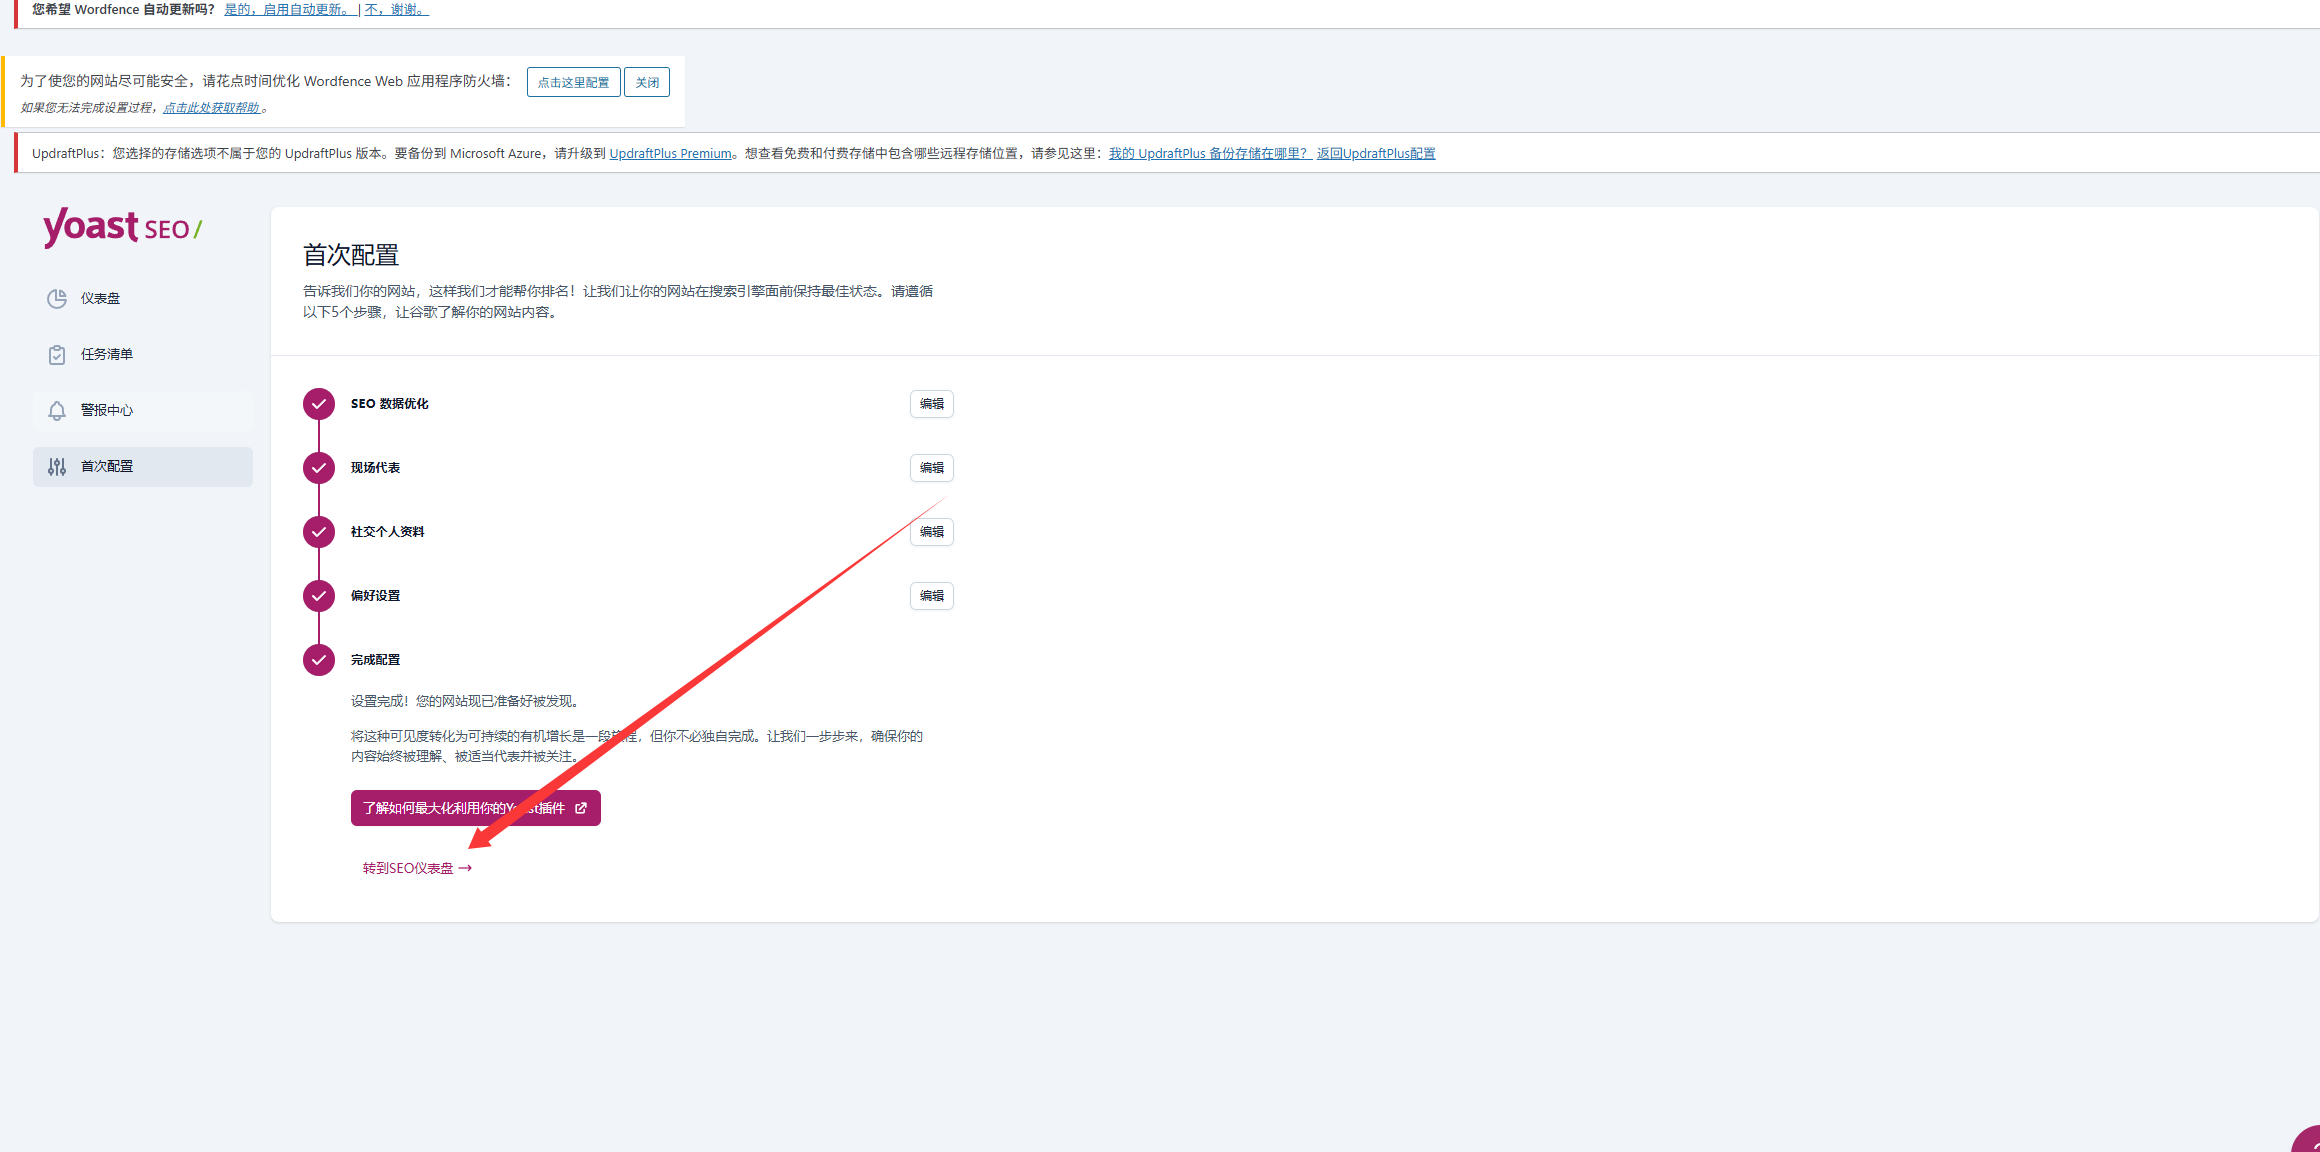 您希望 Wordfence 自动更新吗? 是的，启用自动更新。 | 不，谢谢。
为了使您的网站尽可能安全，请花点时间优化 Wordfence Web 应用程序防火墙： 点击这里配置 关闭
如果您无法完成设置过程，点击此处获取帮助 。
UpdraftPlus：您选择的存储选项不属于您的 UpdraftPlus 版本。要备份到 Microsoft Azure，请升级到 UpdraftPlus Premium。想查看免费和付费存储中包含哪些远程存储位置，请参见这里：我的 UpdraftPlus 备份存储在哪里？ 返回UpdraftPlus配置
yoast SEO/
仪表盘
任务清单
警报中心
首次配置
首次配置
告诉我们你的网站，这样我们才能帮你排名！让我们让你的网站在搜索引擎面前保持最佳状态。请遵循
以下5个步骤，让谷歌了解你的网站内容。
SEO 数据优化 编辑
现场代表 编辑
社交个人资料 编辑
偏好设置 编辑
完成配置
设置完成！您的网站现已准备好被发现。
将这种可见度转化为可持续的有机增长是一段旅程，但你不必独自完成。让我们一步步来，确保你的
内容始终被理解、被适当代表并被关注。
了解如何最大化利用你的Yoast插件
转到SEO仪表盘 →